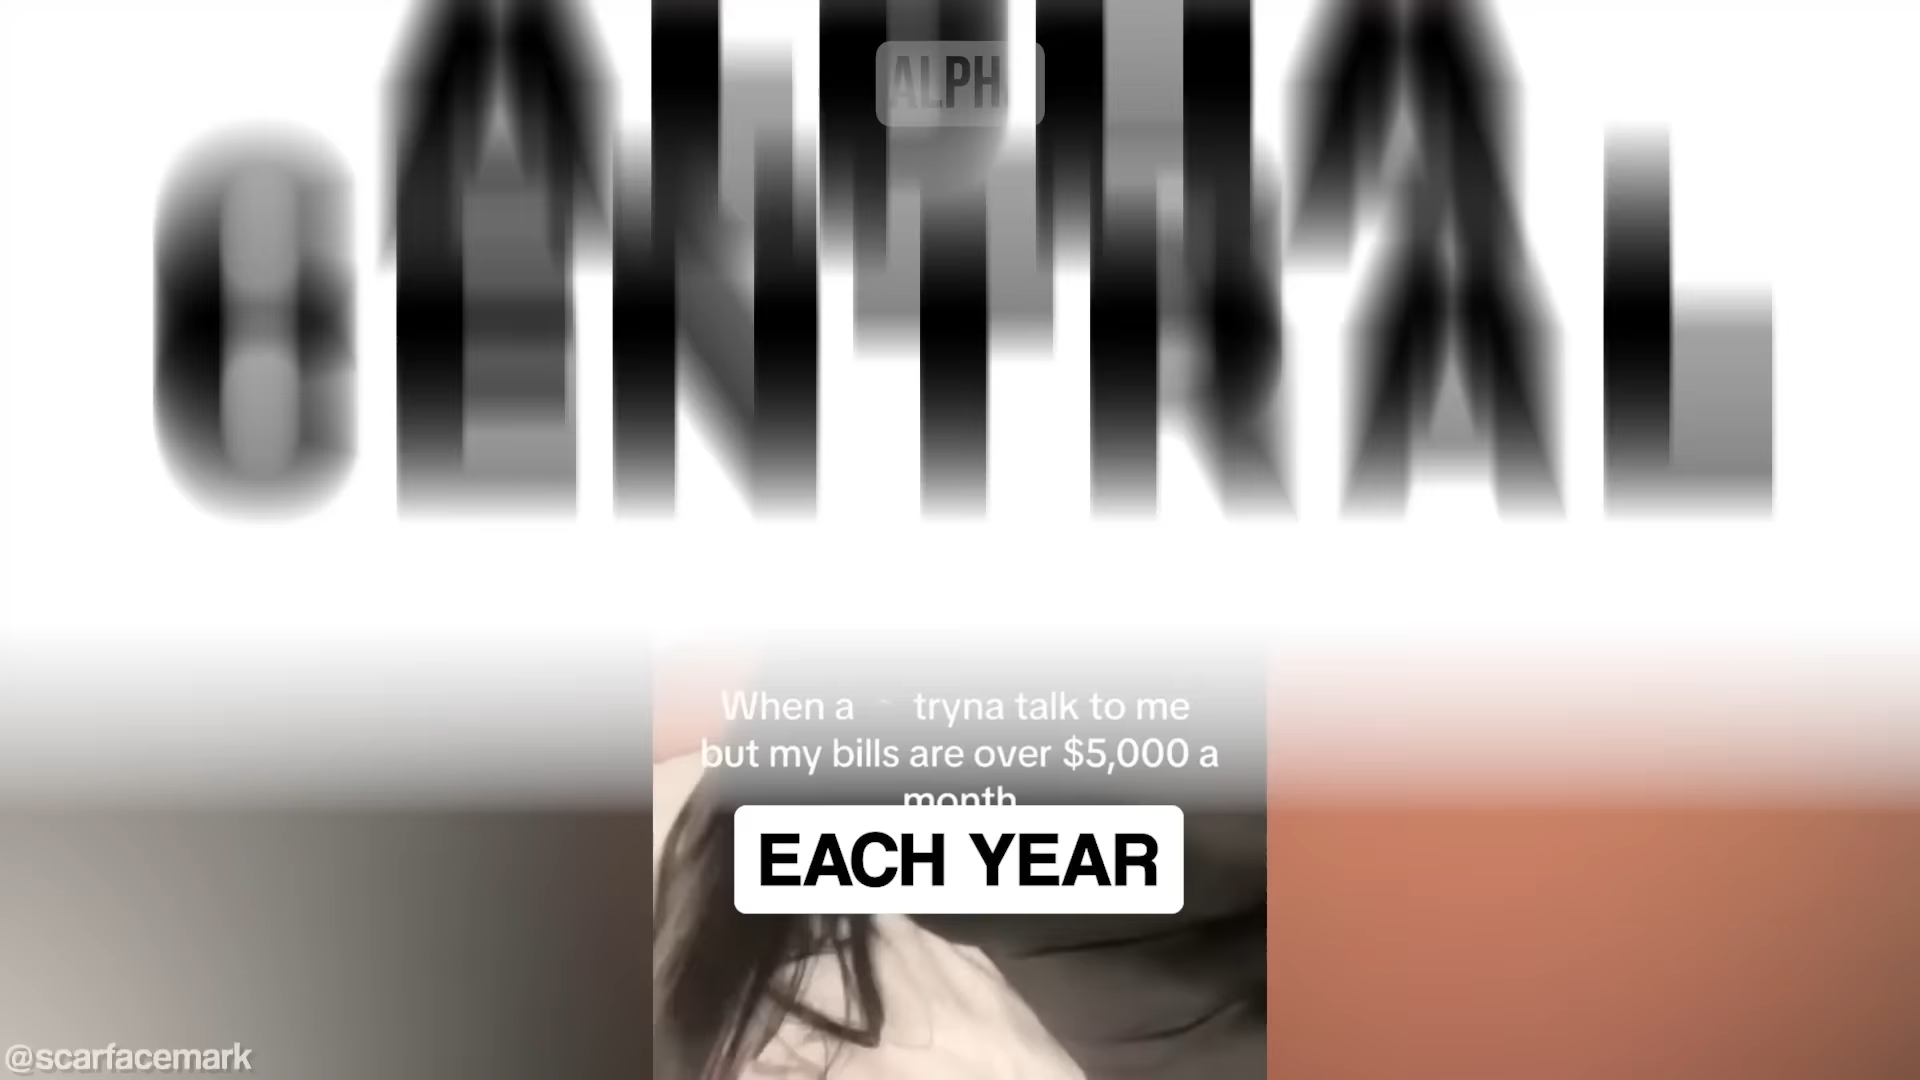 ALPH
CENTRAL
When a tryna talk to me
but my bills are over $5,000 a
month
EACH YEAR
@scarfacemark